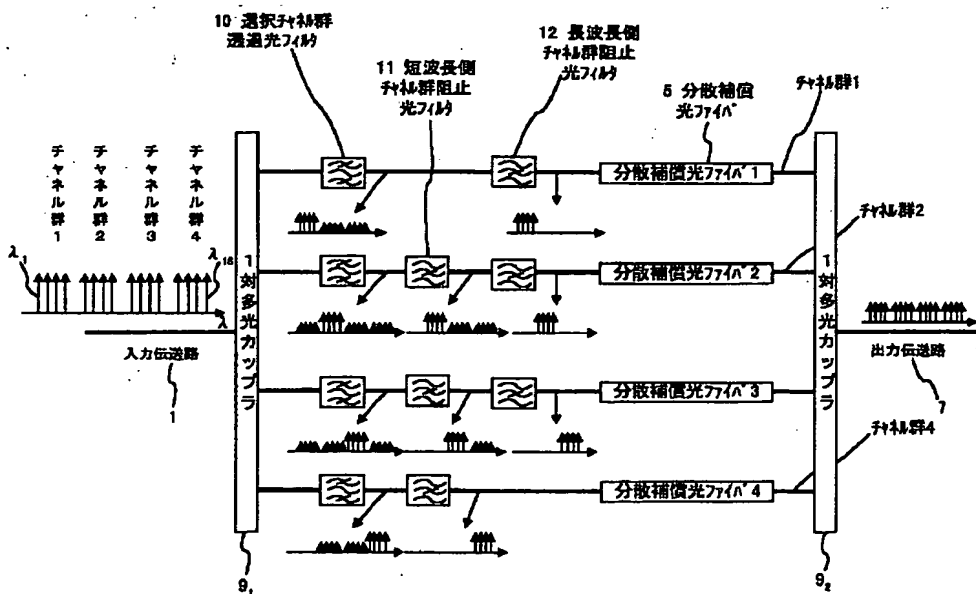 10 選択チャネル群
透過光フィルタ
11 短波長側
チャネル群阻止
光フィルタ
12 長波長側
チャネル群阻止
光フィルタ
5 分散補償
光ファイバ
チャネル群1
チャネル群1
チャネル群2
チャネル群3
チャネル群4
λ1
λ16
λ
入力伝送路
1
1対多光カップラ
91
分散補償光ファイバ1
分散補償光ファイバ2
分散補償光ファイバ3
分散補償光ファイバ4
チャネル群2
チャネル群4
1対多光カップラ
92
出力伝送路
7